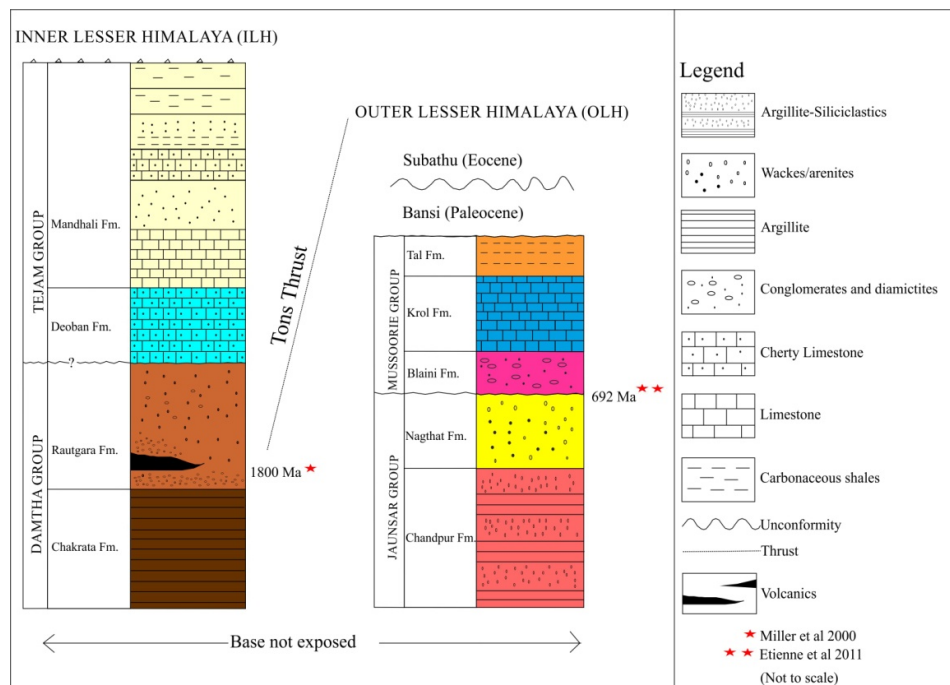 INNER LESSER HIMALAYA (ILH)
TEJAM GROUP
Mandhali Fm.
Deoban Fm.
?
DAMTHA GROUP
Rautgara Fm.
1800 Ma
Chakrata Fm.
Tons Thrust
OUTER LESSER HIMALAYA (OLH)
Subathu (Eocene)
Bansi (Paleocene)
MUSSOORIE GROUP
Tal Fm.
Krol Fm.
Blaini Fm.
692 Ma
JAUNSAR GROUP
Nagthat Fm.
Chandpur Fm.
Base not exposed
Legend
Argillite-Siliciclastics
Wackes/arenites
Argillite
Conglomerates and diamictites
Cherty Limestone
Limestone
Carbonaceous shales
Unconformity
Thrust
Volcanics
Miller et al 2000
Etienne et al 2011
(Not to scale)